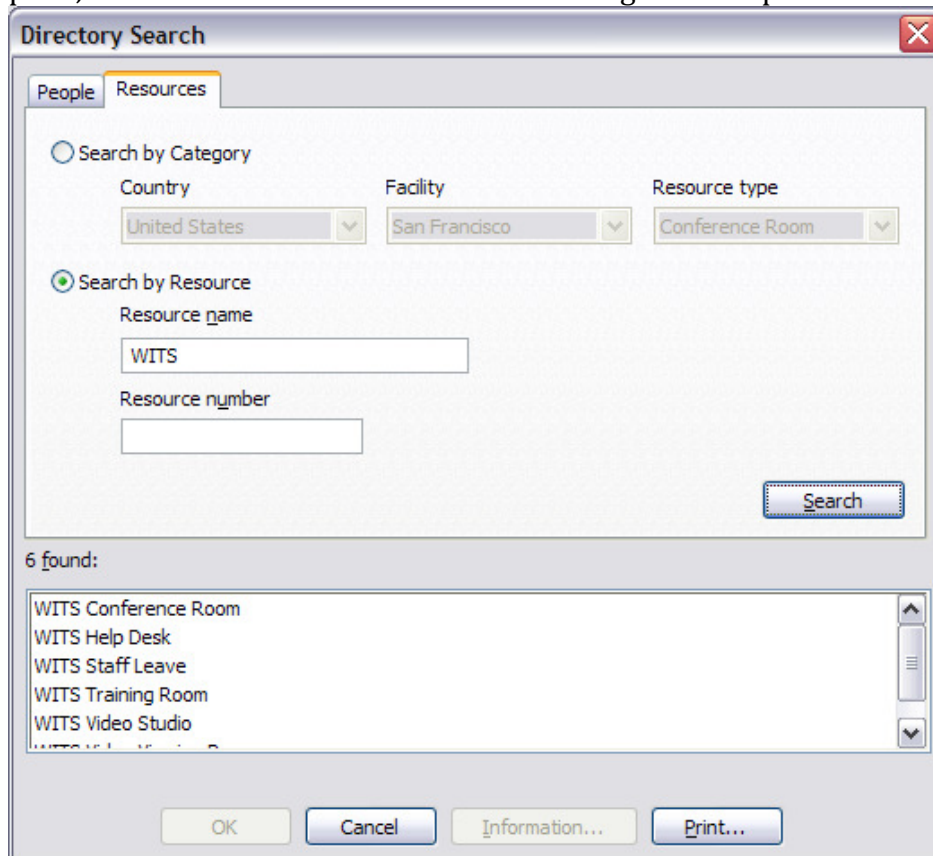 Directory Search
People Resources
Search by Category
Country Facility Resource type
United States San Francisco Conference Room
Search by Resource
Resource name
WITS
Resource number
Search
6 found:
WITS Conference Room
WITS Help Desk
WITS Staff Leave
WITS Training Room
WITS Video Studio
OK Cancel Information... Print...